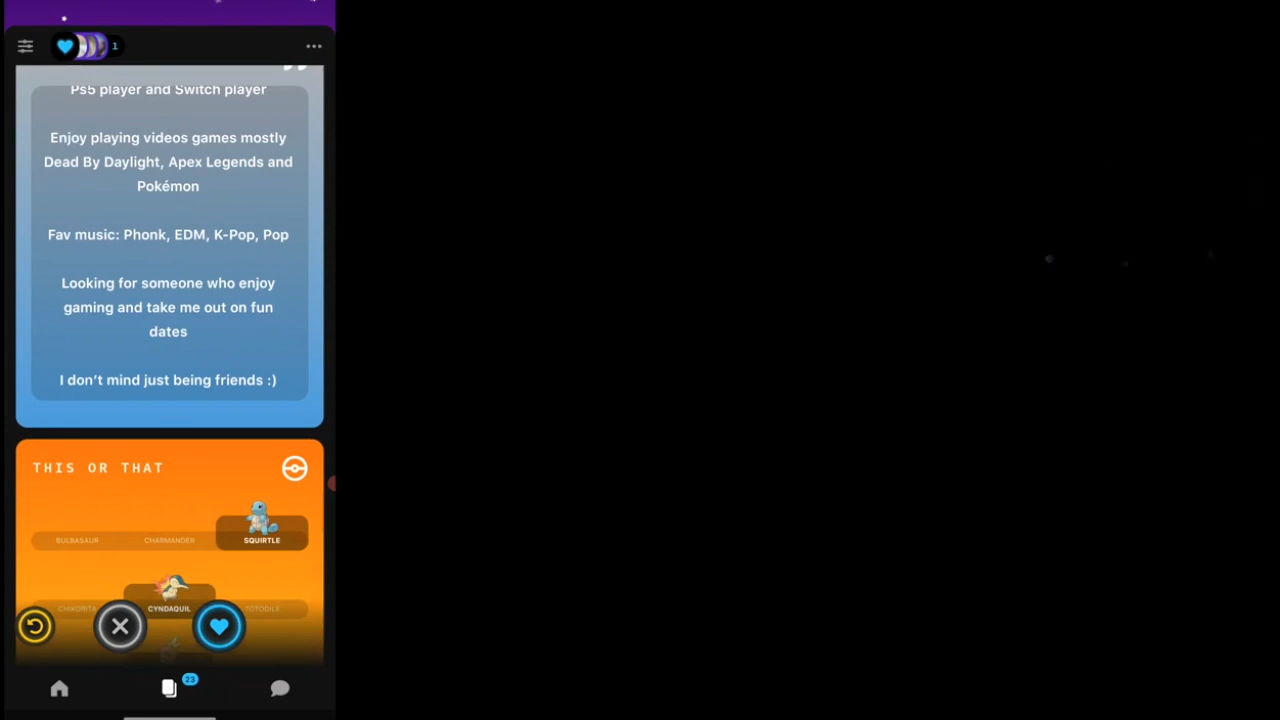 1
Ps5 player and Switch player
Enjoy playing videos games mostly
Dead By Daylight, Apex Legends and
Pokémon
Fav music: Phonk, EDM, K-Pop, Pop
Looking for someone who enjoy
gaming and take me out on fun
dates
I don’t mind just being friends :)
THIS OR THAT
BULBASAUR CHARMANDER SQUIRTLE
CHIKORITA CYNDAQUIL TOTODILE
23